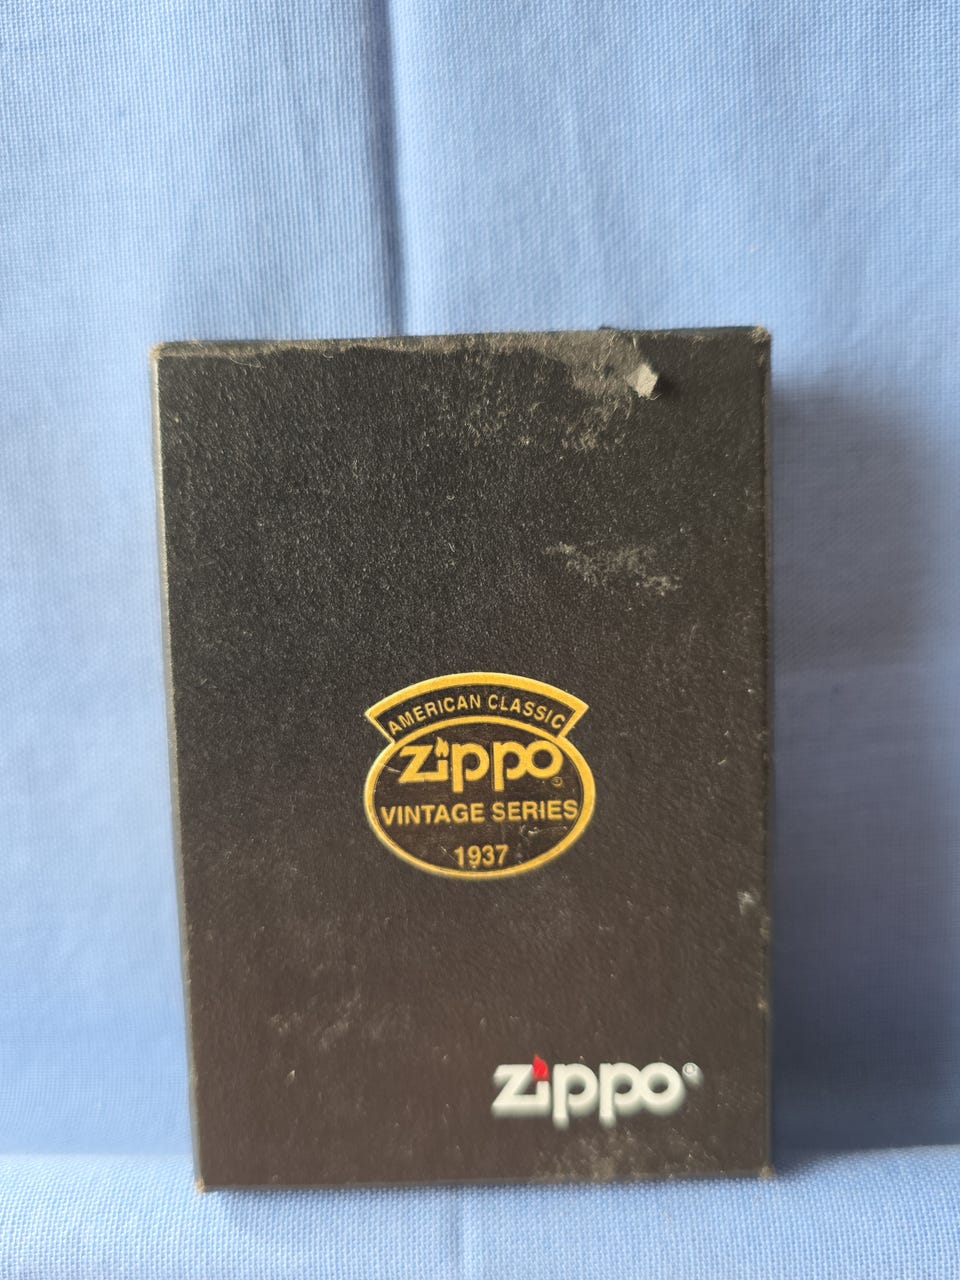 AMERICAN CLASSIC
zippo®
VINTAGE SERIES
1937
zippo®